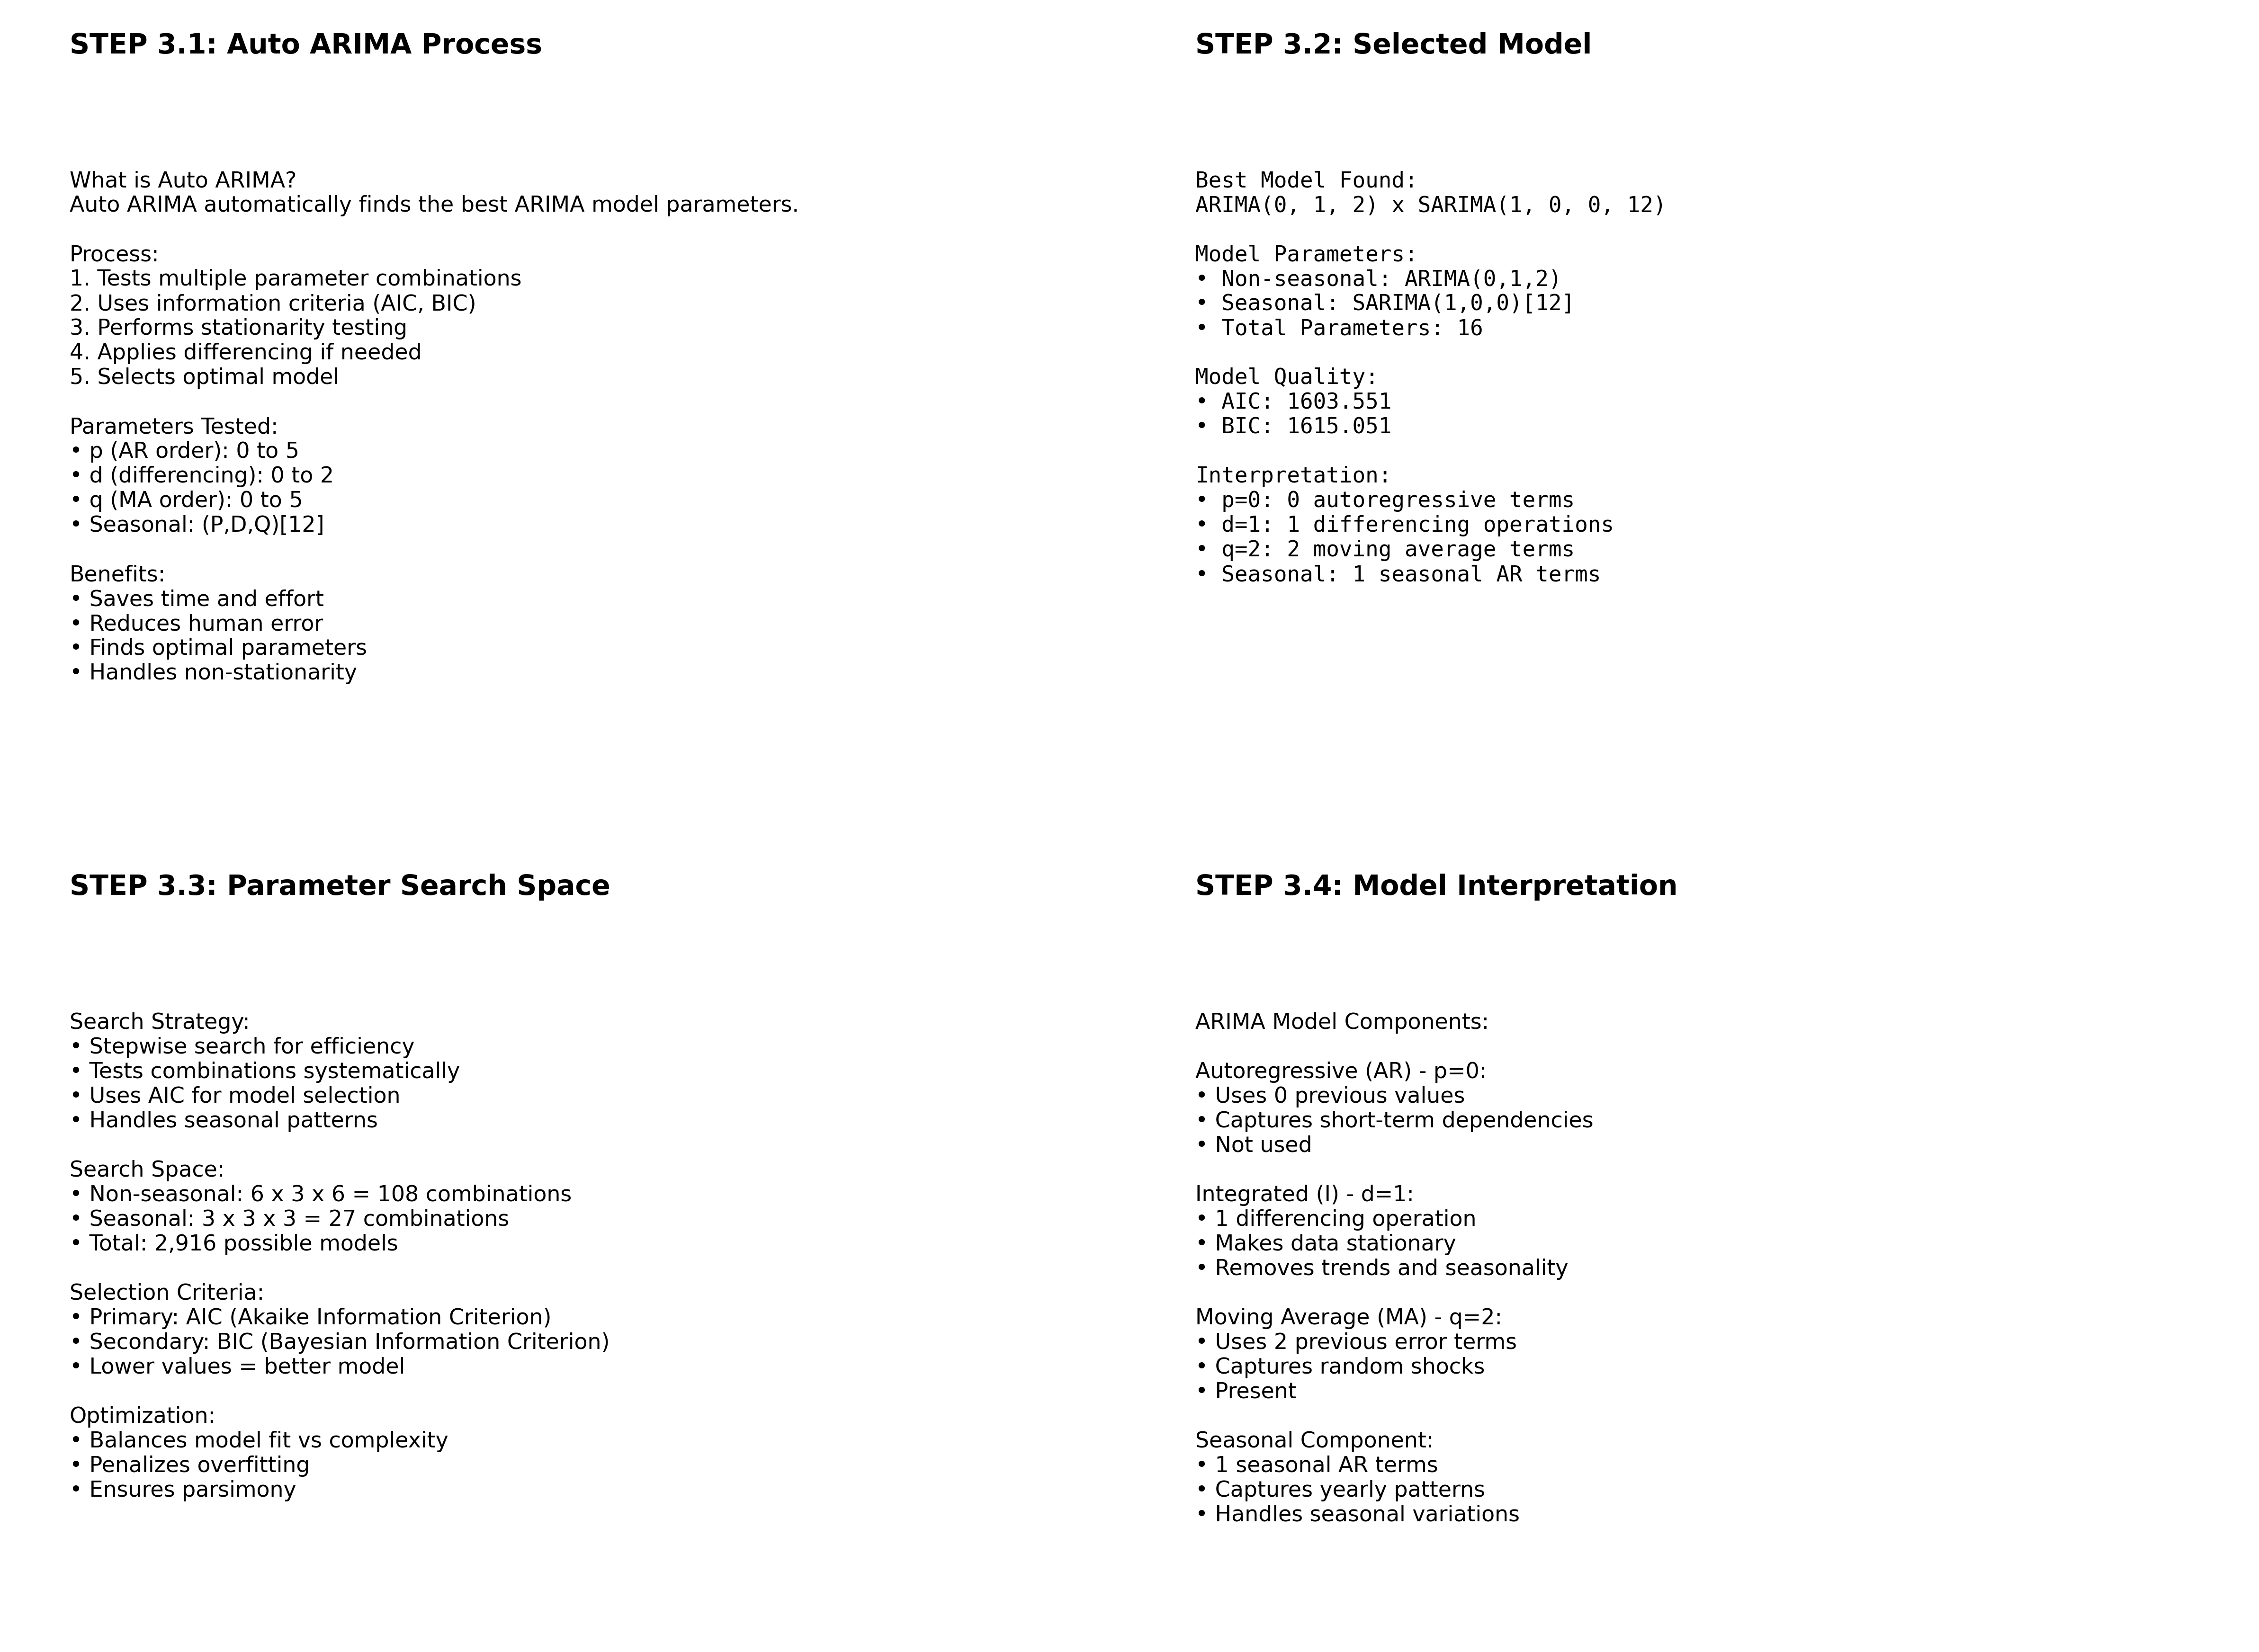 STEP 3.1: Auto ARIMA Process
What is Auto ARIMA?
Auto ARIMA automatically finds the best ARIMA model parameters.
Process:
1. Tests multiple parameter combinations
2. Uses information criteria (AIC, BIC)
3. Performs stationarity testing
4. Applies differencing if needed
5. Selects optimal model
Parameters Tested:
• p (AR order): 0 to 5
• d (differencing): 0 to 2
• q (MA order): 0 to 5
• Seasonal: (P,D,Q)[12]
Benefits:
• Saves time and effort
• Reduces human error
• Finds optimal parameters
• Handles non-stationarity
STEP 3.2: Selected Model
Best Model Found:
ARIMA(0, 1, 2) x SARIMA(1, 0, 0, 12)
Model Parameters:
• Non-seasonal: ARIMA(0,1,2)
• Seasonal: SARIMA(1,0,0)[12]
• Total Parameters: 16
Model Quality:
• AIC: 1603.551
• BIC: 1615.051
Interpretation:
• p=0: 0 autoregressive terms
• d=1: 1 differencing operations
• q=2: 2 moving average terms
• Seasonal: 1 seasonal AR terms
STEP 3.3: Parameter Search Space
Search Strategy:
• Stepwise search for efficiency
• Tests combinations systematically
• Uses AIC for model selection
• Handles seasonal patterns
Search Space:
• Non-seasonal: 6 x 3 x 6 = 108 combinations
• Seasonal: 3 x 3 x 3 = 27 combinations
• Total: 2,916 possible models
Selection Criteria:
• Primary: AIC (Akaike Information Criterion)
• Secondary: BIC (Bayesian Information Criterion)
• Lower values = better model
Optimization:
• Balances model fit vs complexity
• Penalizes overfitting
• Ensures parsimony
STEP 3.4: Model Interpretation
ARIMA Model Components:
Autoregressive (AR) - p=0:
• Uses 0 previous values
• Captures short-term dependencies
• Not used
Integrated (I) - d=1:
• 1 differencing operation
• Makes data stationary
• Removes trends and seasonality
Moving Average (MA) - q=2:
• Uses 2 previous error terms
• Captures random shocks
• Present
Seasonal Component:
• 1 seasonal AR terms
• Captures yearly patterns
• Handles seasonal variations